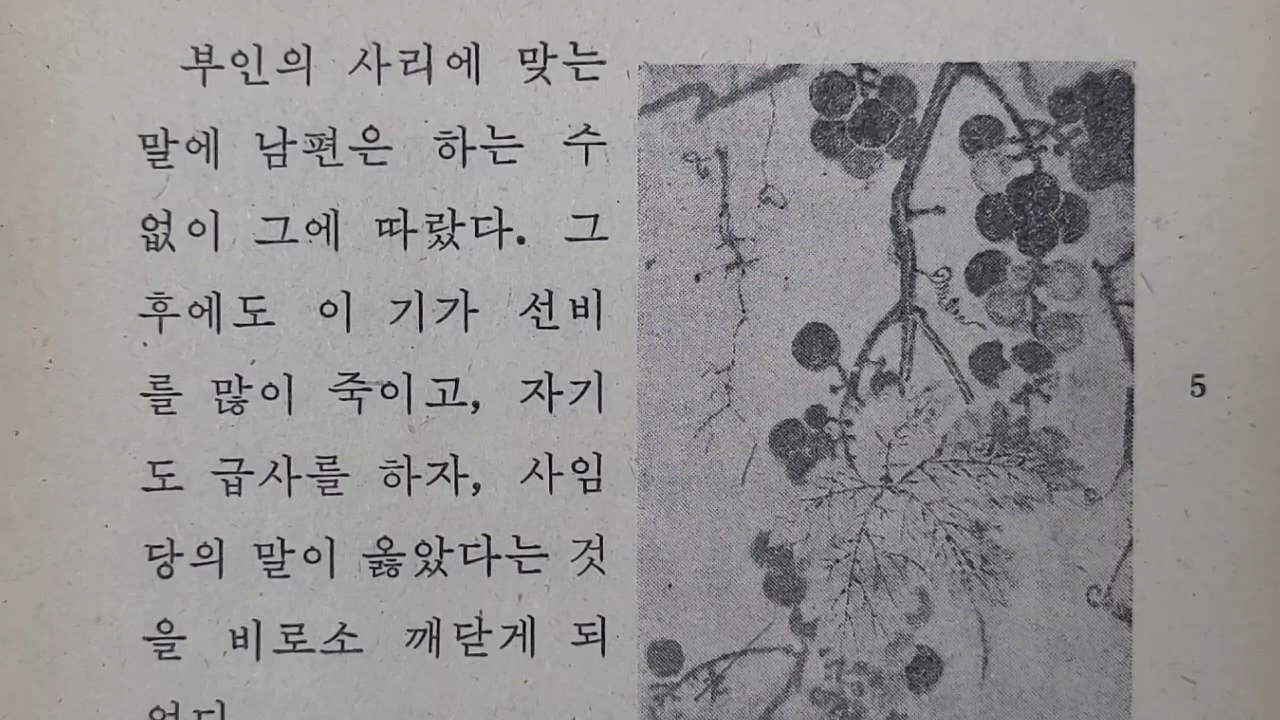 부인의 사리에 맞는
말에 남편은 하는 수
없이 그에 따랐다. 그
후에도 이 기가 선비
를 많이 죽이고, 자기
도 급사를 하자, 사임
당의 말이 옳았다는 것
을 비로소 깨닫게 되
5